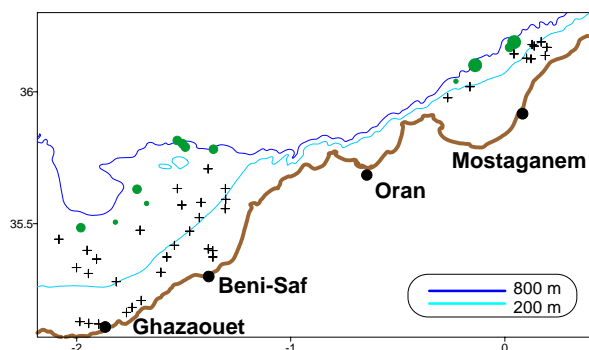 36
Mostaganem
Oran
35.5
Beni-Saf
800 m
200 m
Ghazaouet
-2
-1
0